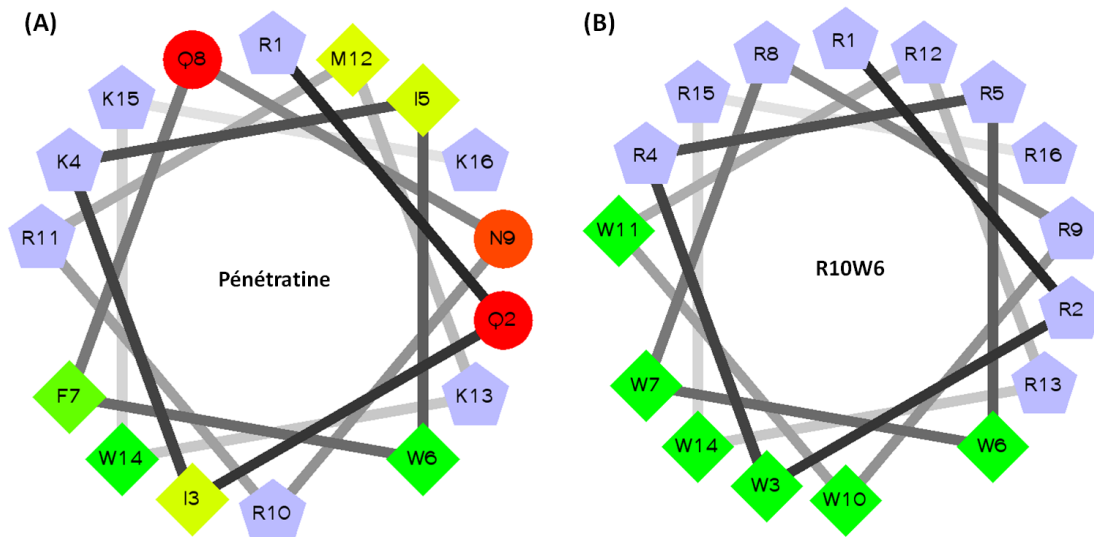 (A)
Q8
R1
M12
K15
I5
K4
K16
R11
N9
Pénétratine
Q2
F7
K13
W14
W6
I3
R10
(B)
R8
R1
R12
R15
R5
R4
R16
W11
R9
R10W6
R2
W7
R13
W14
W6
W3
W10